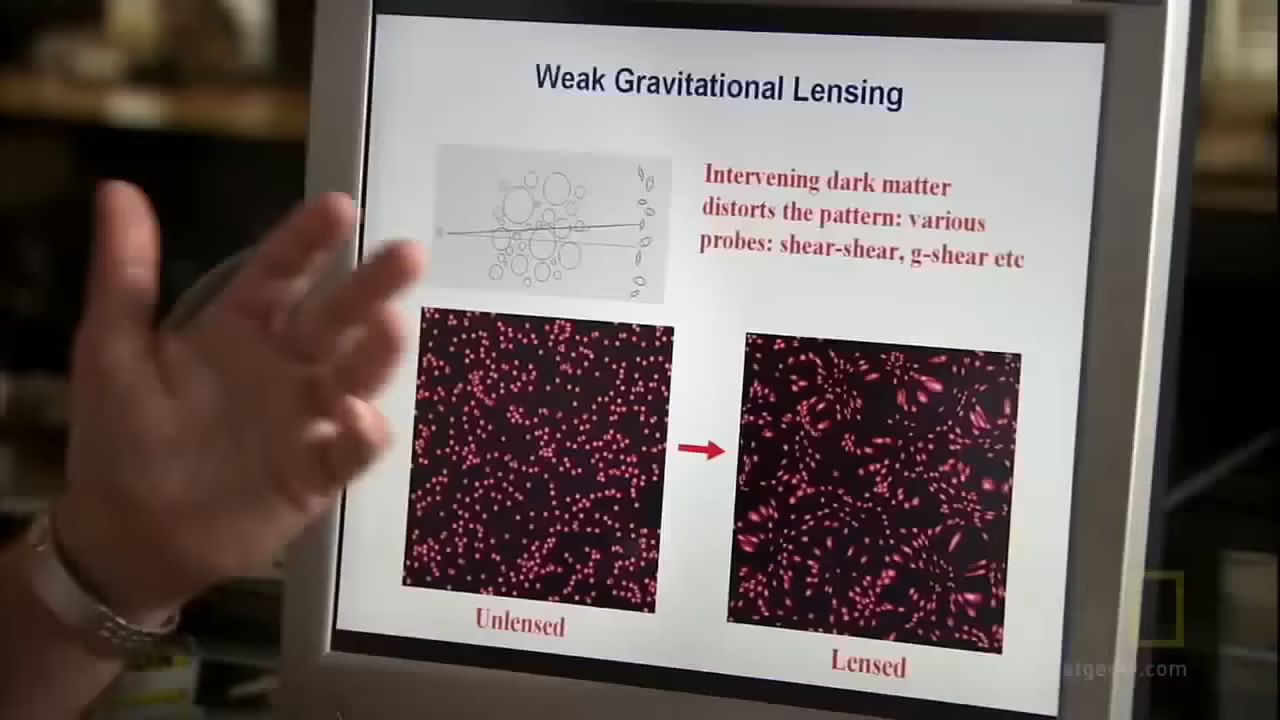 Weak Gravitational Lensing
Intervening dark matter
distorts the pattern: various
probes: shear-shear, g-shear etc
Unlensed
Lensed